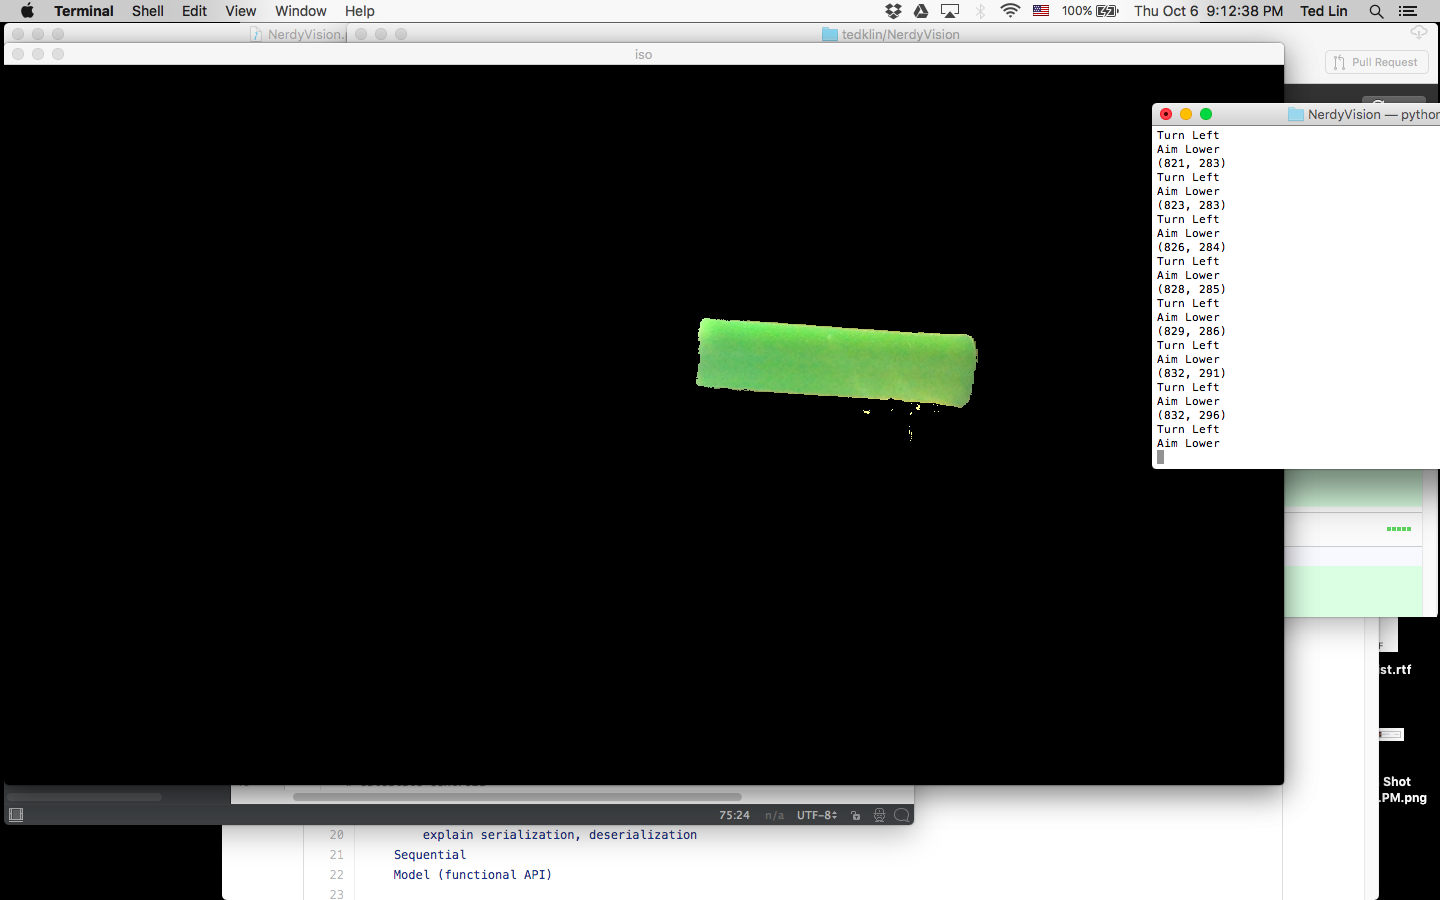 Terminal Shell Edit View Window Help 100% Thu Oct 6 9:12:38 PM Ted Lin
NerdyVision.p
tedklin/NerdyVision
iso
Pull Request
NerdyVision — python
Turn Left
Aim Lower
(821, 283)
Turn Left
Aim Lower
(823, 283)
Turn Left
Aim Lower
(826, 284)
Turn Left
Aim Lower
(828, 285)
Turn Left
Aim Lower
(829, 286)
Turn Left
Aim Lower
(832, 291)
Turn Left
Aim Lower
(832, 296)
Turn Left
Aim Lower
F
ist.rtf
Shot
.PM.png
75:24 n/a UTF-8
20 explain serialization, deserialization
21 Sequential
22 Model (functional API)
23